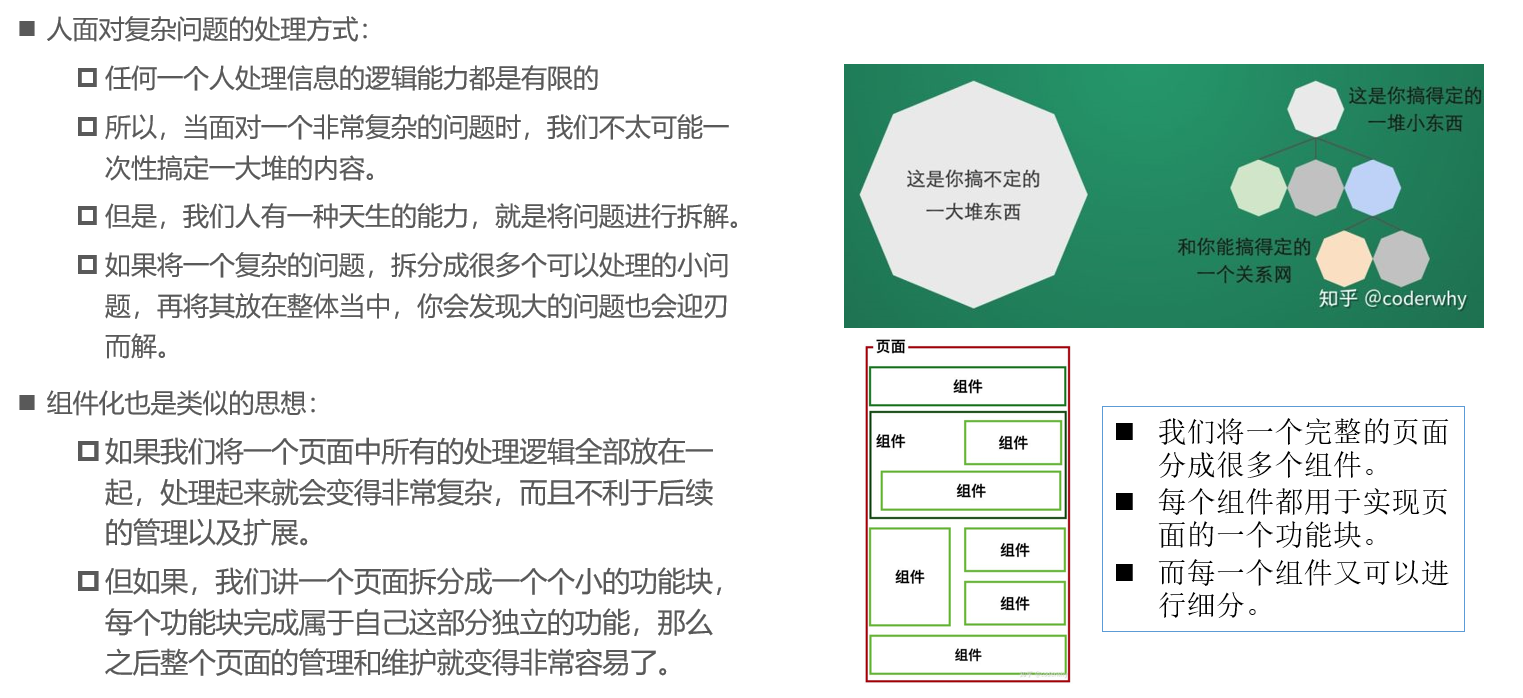 人面对复杂问题的处理方式：
任何一个人处理信息的逻辑能力都是有限的
所以，当面对一个非常复杂的问题时，我们不太可能一
次性搞定一大堆的内容。
但是，我们人有一种天生的能力，就是将问题进行拆解。
如果将一个复杂的问题，拆分成很多个可以处理的小问
题，再将其放在整体当中，你会发现大的问题也会迎刃
而解。
组件化也是类似的思想：
如果我们将一个页面中所有的处理逻辑全部放在一
起，处理起来就会变得非常复杂，而且不利于后续
的管理以及扩展。
但如果，我们讲一个页面拆分成一个个小的功能块，
每个功能块完成属于自己这部分独立的功能，那么
之后整个页面的管理和维护就变得非常容易了。
这是你搞不定的
一大堆东西
这是你搞得定的
一堆小东西
和你能搞得定的
一个关系网
知乎 @coderwhy
页面
组件
组件
组件
组件
组件
组件
组件
组件
我们将一个完整的页面
分成很多个组件。
每个组件都用于实现页
面的一个功能块。
而每一个组件又可以进
行细分。